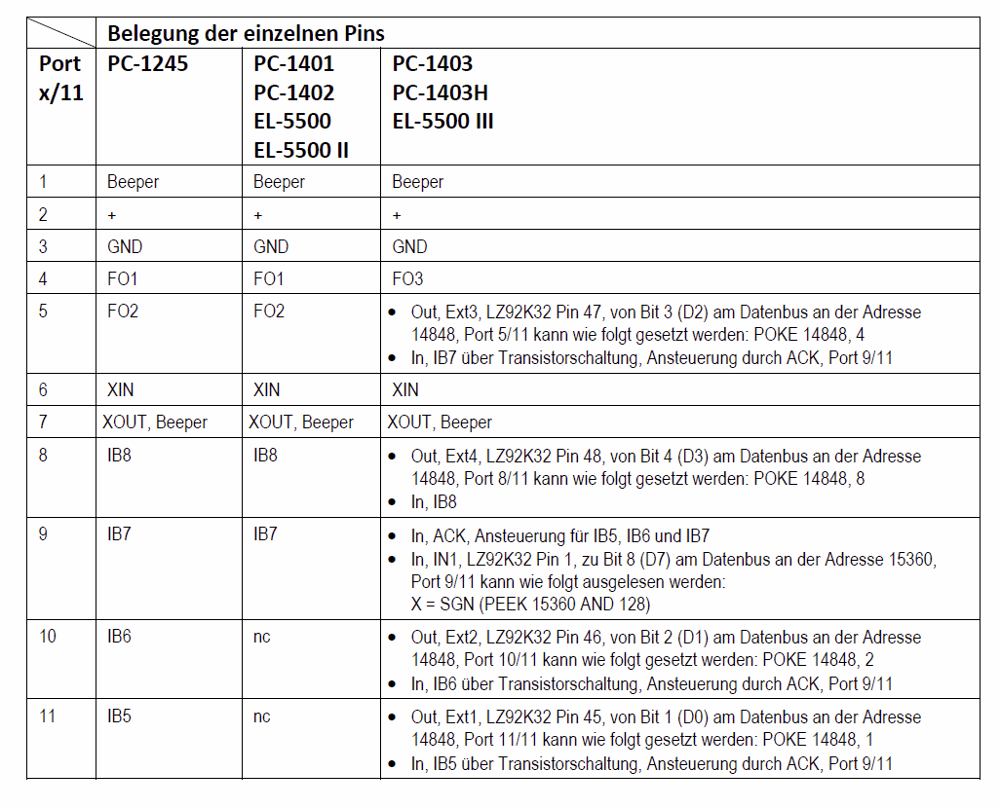 Belegung der einzelnen Pins
Port x/11 PC-1245 PC-1401 PC-1402 EL-5500 EL-5500 II PC-1403 PC-1403H EL-5500 III
1 Beeper Beeper Beeper
2 + + +
3 GND GND GND
4 FO1 FO1 FO3
5 FO2 FO2 • Out, Ext3, LZ92K32 Pin 47, von Bit 3 (D2) am Datenbus an der Adresse
14848, Port 5/11 kann wie folgt gesetzt werden: POKE 14848, 4
• In, IB7 über Transistorschaltung, Ansteuerung durch ACK, Port 9/11
6 XIN XIN XIN
7 XOUT, Beeper XOUT, Beeper XOUT, Beeper
8 IB8 IB8 • Out, Ext4, LZ92K32 Pin 48, von Bit 4 (D3) am Datenbus an der Adresse
14848, Port 8/11 kann wie folgt gesetzt werden: POKE 14848, 8
• In, IB8
9 IB7 IB7 • In, ACK, Ansteuerung für IB5, IB6 und IB7
• In, IN1, LZ92K32 Pin 1, zu Bit 8 (D7) am Datenbus an der Adresse 15360,
Port 9/11 kann wie folgt ausgelesen werden:
X = SGN (PEEK 15360 AND 128)
10 IB6 nc • Out, Ext2, LZ92K32 Pin 46, von Bit 2 (D1) am Datenbus an der Adresse
14848, Port 10/11 kann wie folgt gesetzt werden: POKE 14848, 2
• In, IB6 über Transistorschaltung, Ansteuerung durch ACK, Port 9/11
11 IB5 nc • Out, Ext1, LZ92K32 Pin 45, von Bit 1 (D0) am Datenbus an der Adresse
14848, Port 11/11 kann wie folgt gesetzt werden: POKE 14848, 1
• In, IB5 über Transistorschaltung, Ansteuerung durch ACK, Port 9/11